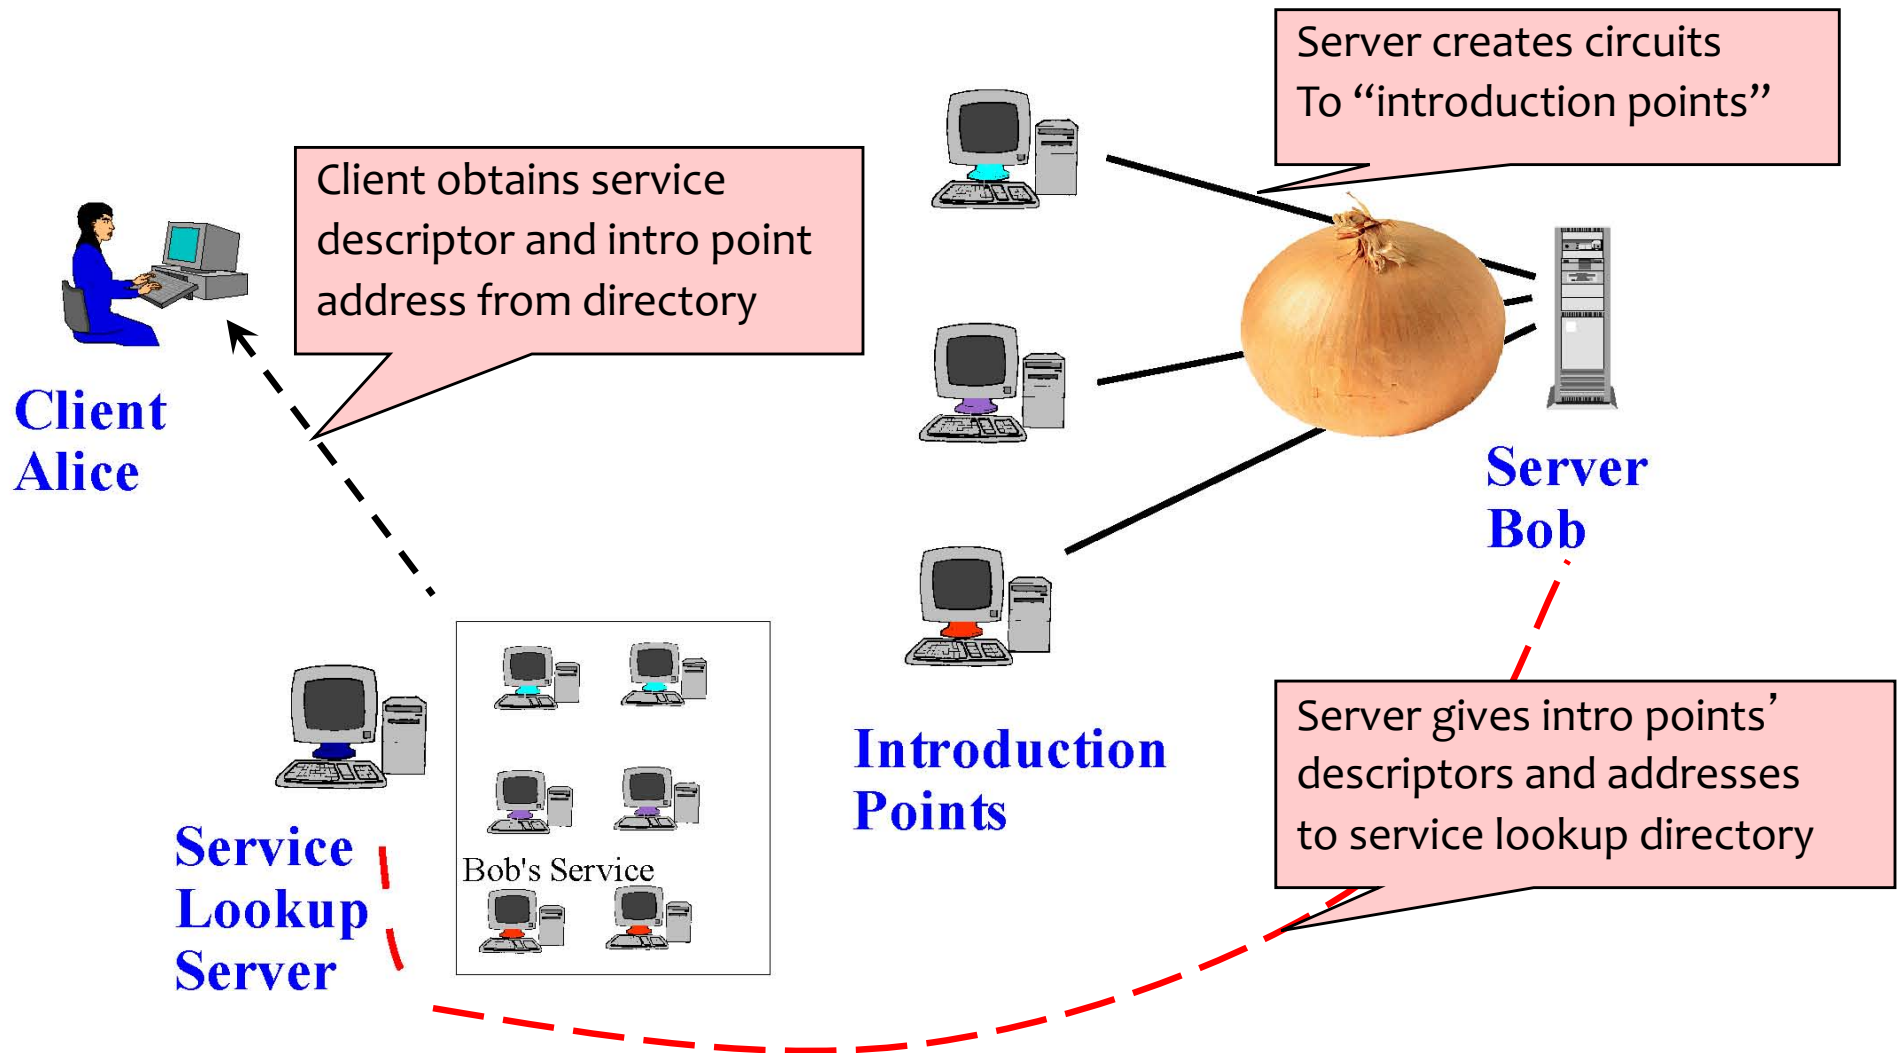 Server creates circuits
To “introduction points”
Client obtains service
descriptor and intro point
address from directory
Client
Alice
Server
Bob
Server gives intro points’
descriptors and addresses
to service lookup directory
Introduction
Points
Service
Lookup
Server
Bob's Service